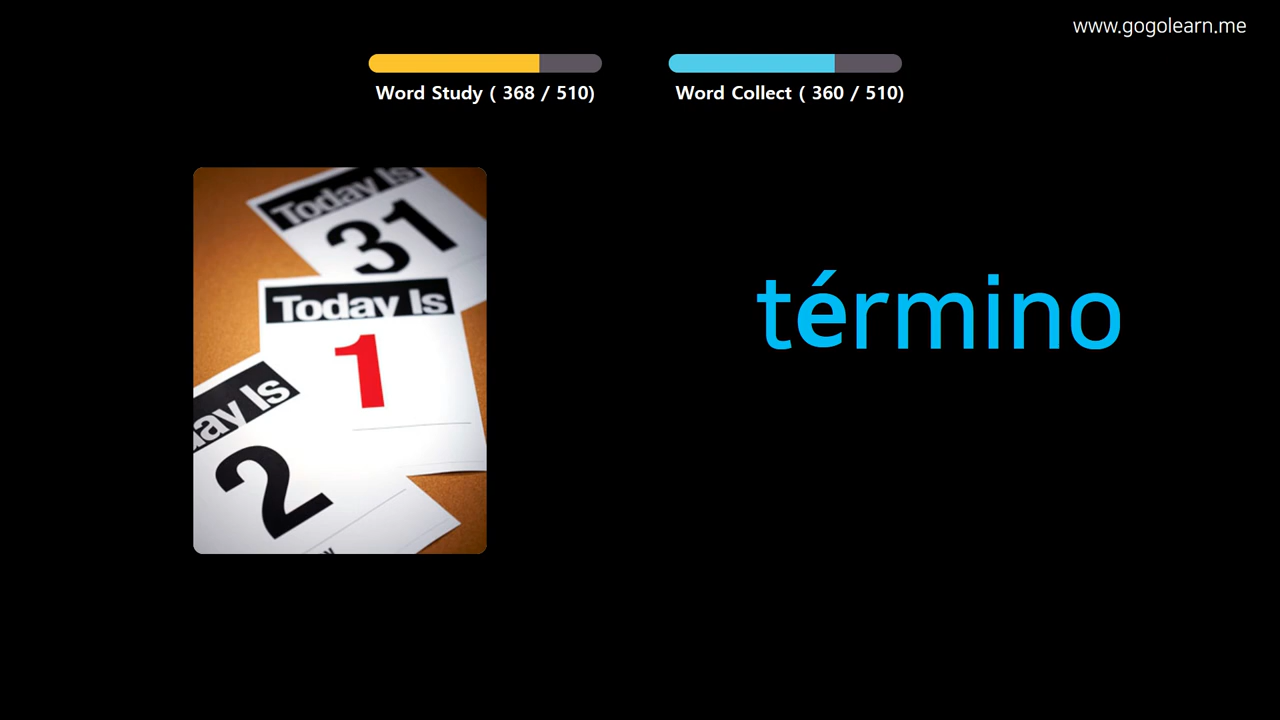 www.gogolearn.me
Word Study ( 368 / 510)
Word Collect ( 360 / 510)
Today Is
31
Today Is
1
ay Is
2
término